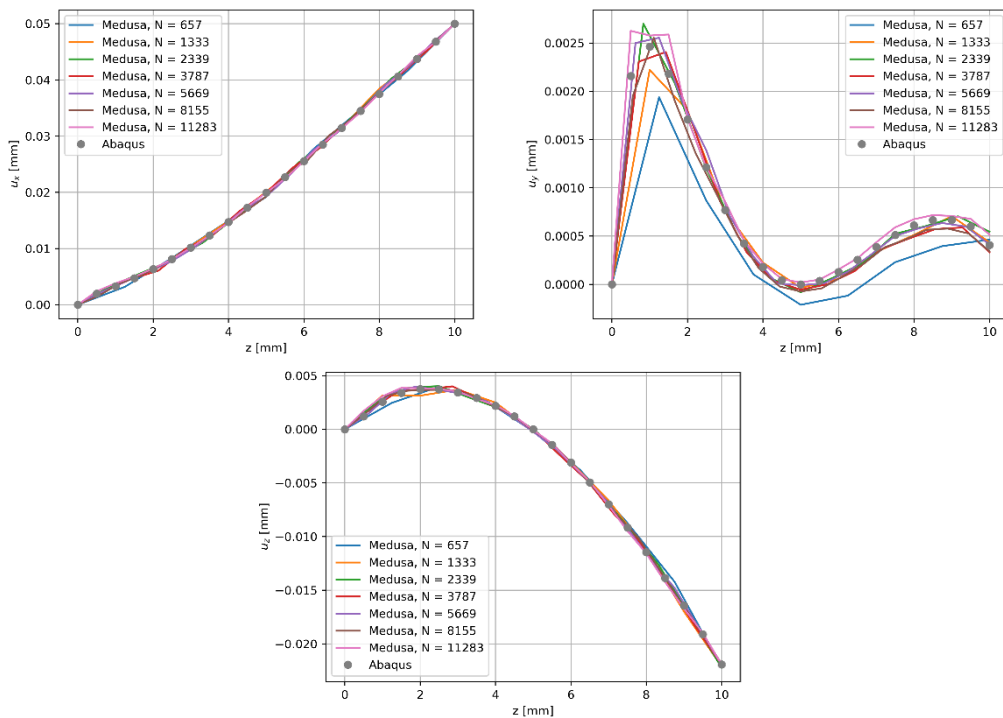 0.05
0.04
0.03
0.02
0.01
0.00
u_x [mm]
Medusa, N = 657
Medusa, N = 1333
Medusa, N = 2339
Medusa, N = 3787
Medusa, N = 5669
Medusa, N = 8155
Medusa, N = 11283
Abaqus
0 2 4 6 8 10
z [mm]
0.0025
0.0020
0.0015
0.0010
0.0005
0.0000
u_y [mm]
Medusa, N = 657
Medusa, N = 1333
Medusa, N = 2339
Medusa, N = 3787
Medusa, N = 5669
Medusa, N = 8155
Medusa, N = 11283
Abaqus
0 2 4 6 8 10
z [mm]
0.005
0.000
−0.005
−0.010
−0.015
−0.020
u_z [mm]
Medusa, N = 657
Medusa, N = 1333
Medusa, N = 2339
Medusa, N = 3787
Medusa, N = 5669
Medusa, N = 8155
Medusa, N = 11283
Abaqus
0 2 4 6 8 10
z [mm]